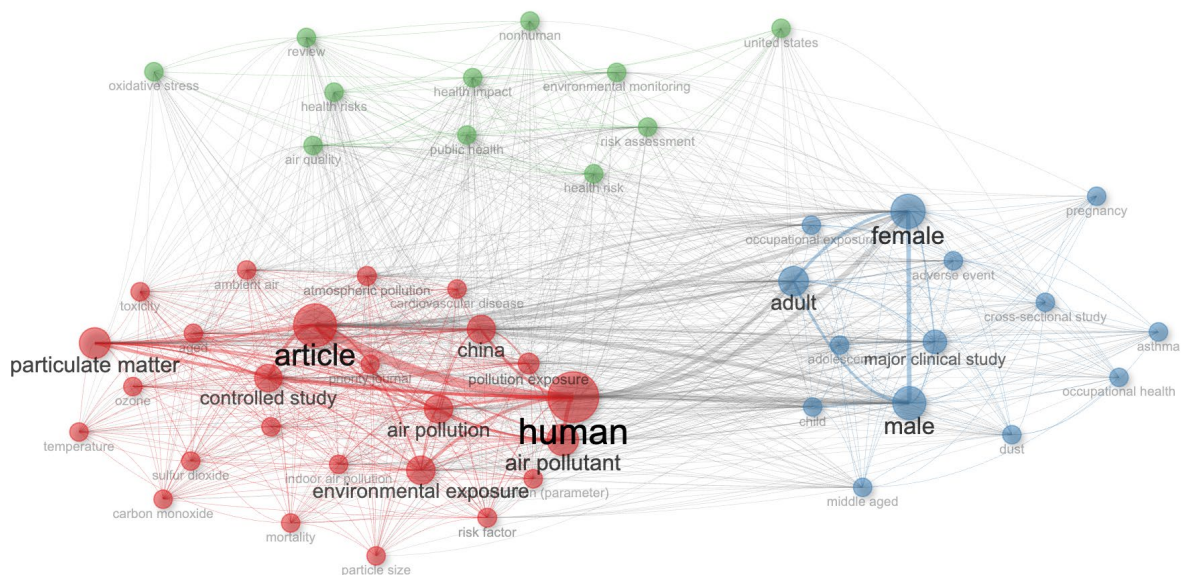 nonhuman
united states
review
oxidative stress
health impact
environmental monitoring
health risks
risk assessment
public health
air quality
health risk
pregnancy
occupational exposure
female
adverse event
ambient air
atmospheric pollution
toxicity
cardiovascular disease
adult
cross-sectional study
aged
article
china
particulate matter
adolescent
major clinical study
asthma
priority journal
pollution exposure
controlled study
occupational health
ozone
human
air pollution
child
male
temperature
air pollutant
dust
sulfur dioxide
indoor air pollution
environmental exposure
(parameter)
middle aged
carbon monoxide
risk factor
mortality
particle size